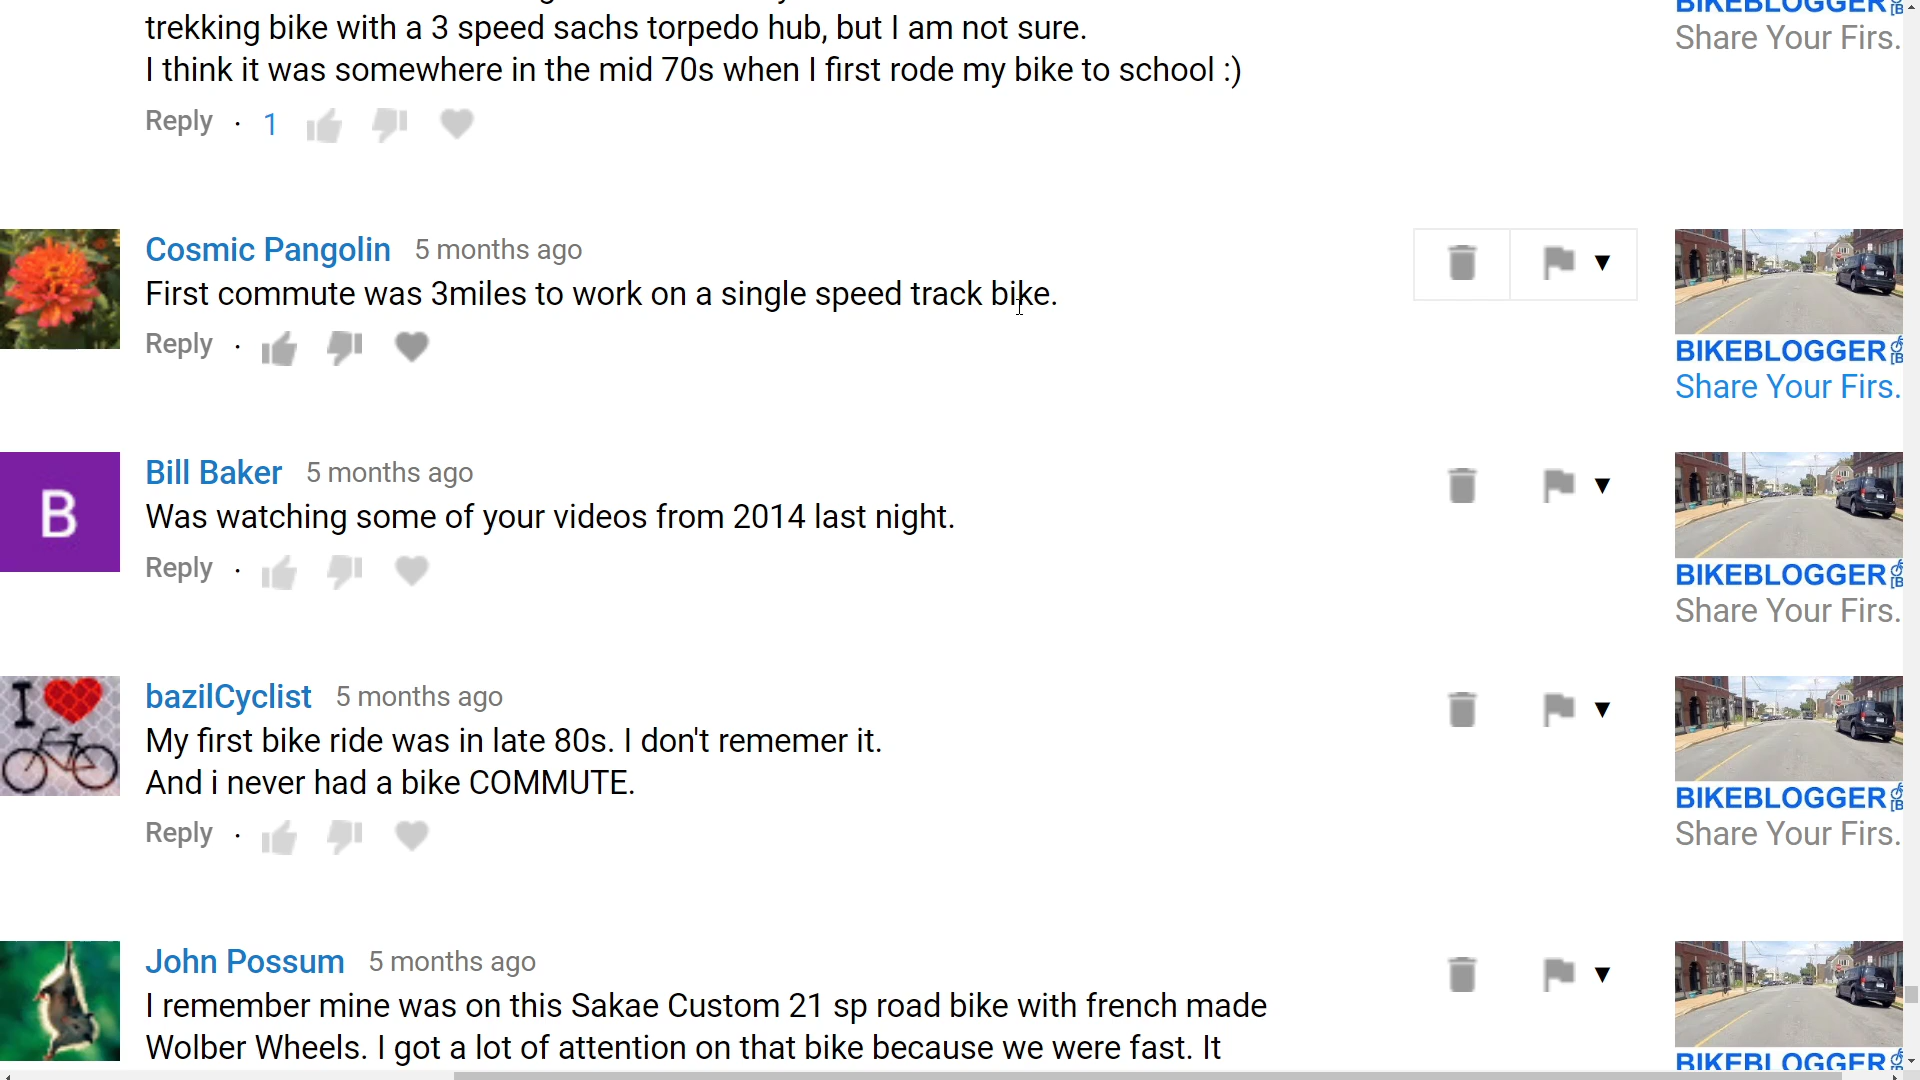 trekking bike with a 3 speed sachs torpedo hub, but I am not sure.
I think it was somewhere in the mid 70s when I first rode my bike to school :)
Reply · 1
BIKEBLOGGER
Share Your Firs.
Cosmic Pangolin 5 months ago
First commute was 3miles to work on a single speed track bike.
Reply ·
BIKEBLOGGER
Share Your Firs.
B
Bill Baker 5 months ago
Was watching some of your videos from 2014 last night.
Reply ·
BIKEBLOGGER
Share Your Firs.
I
bazilCyclist 5 months ago
My first bike ride was in late 80s. I don't rememer it.
And i never had a bike COMMUTE.
Reply ·
BIKEBLOGGER
Share Your Firs.
John Possum 5 months ago
I remember mine was on this Sakae Custom 21 sp road bike with french made
Wolber Wheels. I got a lot of attention on that bike because we were fast. It
BIKEBLOGGER